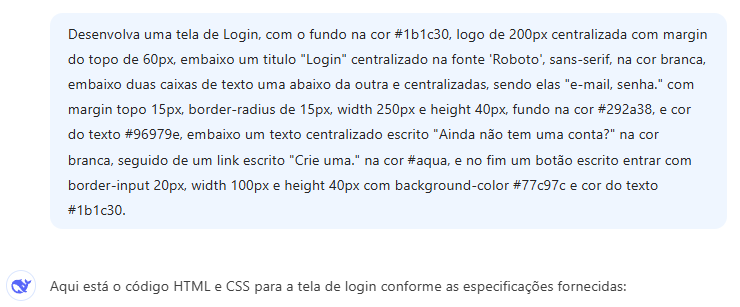 Desenvolva uma tela de Login, com o fundo na cor #1b1c30, logo de 200px centralizada com margin
do topo de 60px, embaixo um titulo "Login" centralizado na fonte 'Roboto', sans-serif, na cor branca,
embaixo duas caixas de texto uma abaixo da outra e centralizadas, sendo elas "e-mail, senha." com
margin topo 15px, border-radius de 15px, width 250px e height 40px, fundo na cor #292a38, e cor
do texto #96979e, embaixo um texto centralizado escrito "Ainda não tem uma conta?" na cor
branca, seguido de um link escrito "Crie uma." na cor #aqua, e no fim um botão escrito entrar com
border-input 20px, width 100px e height 40px com background-color #77c97c e cor do texto
#1b1c30.
Aqui está o código HTML e CSS para a tela de login conforme as especificações fornecidas: